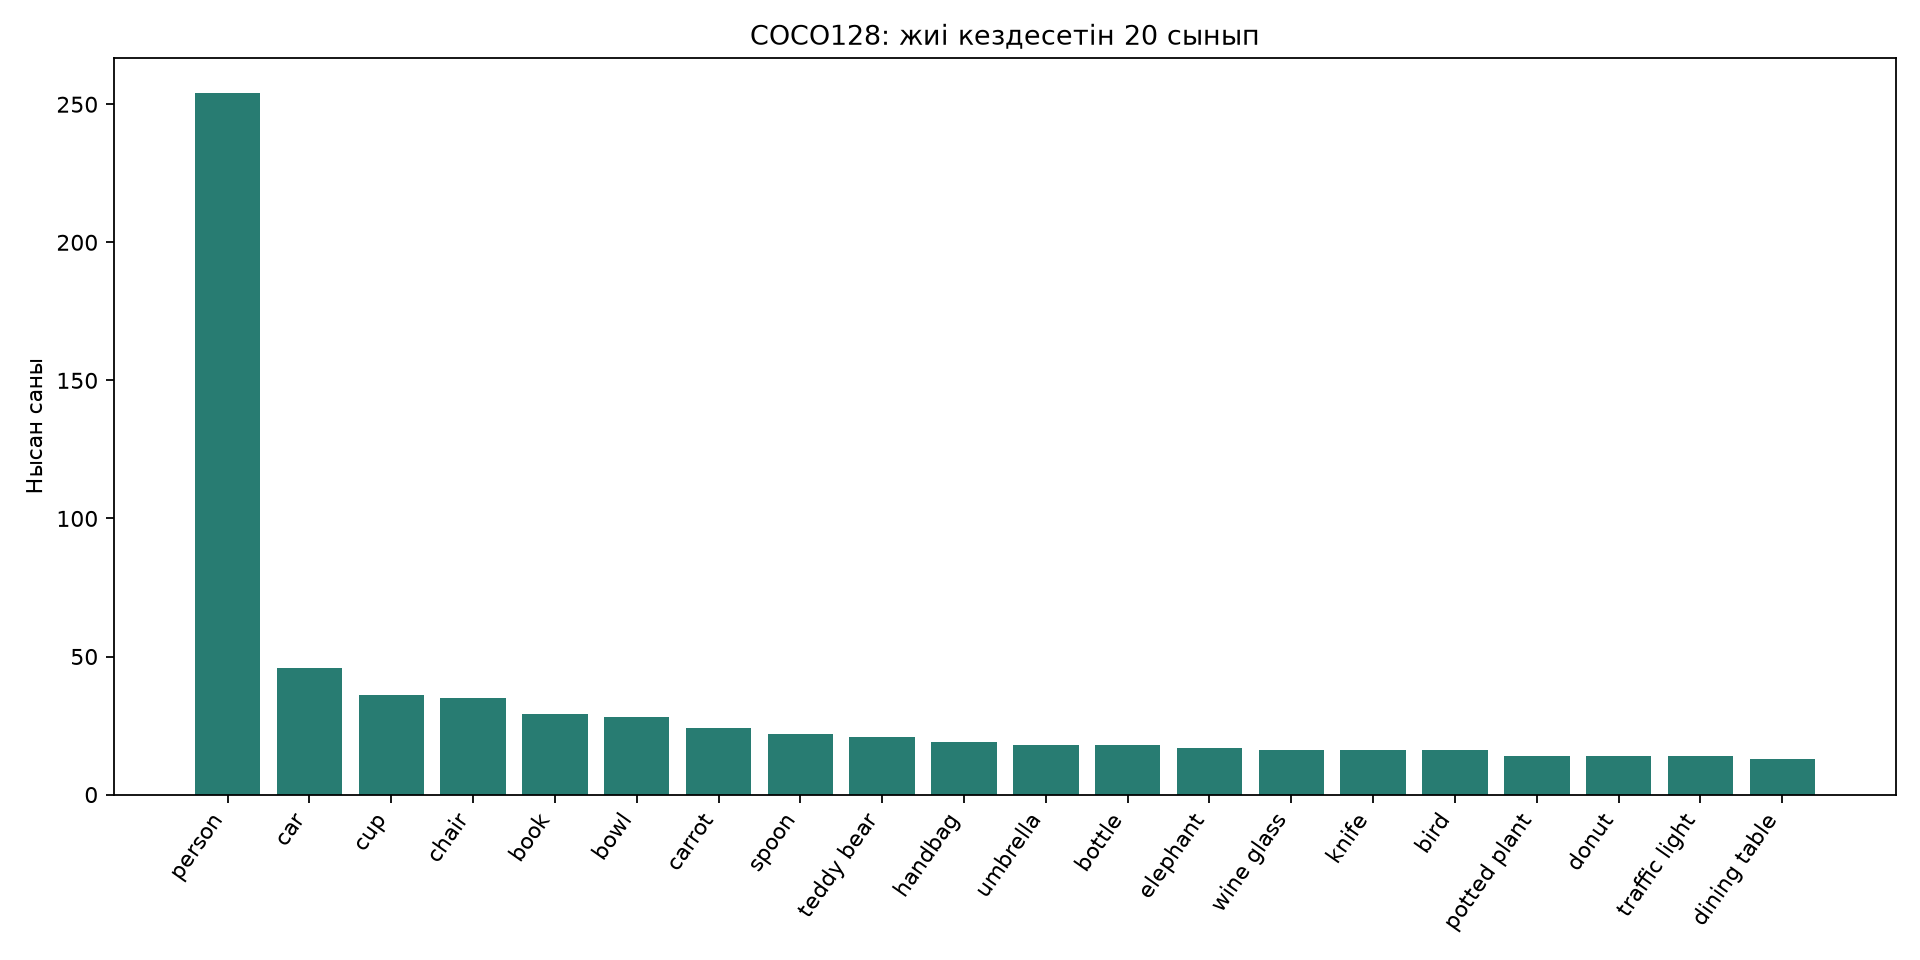 COCO128: жиі кездесетін 20 сынып
Нысан саны
250
200
150
100
50
0
person
car
cup
chair
book
bowl
carrot
spoon
teddy bear
handbag
umbrella
bottle
elephant
wine glass
knife
bird
potted plant
donut
traffic light
dining table